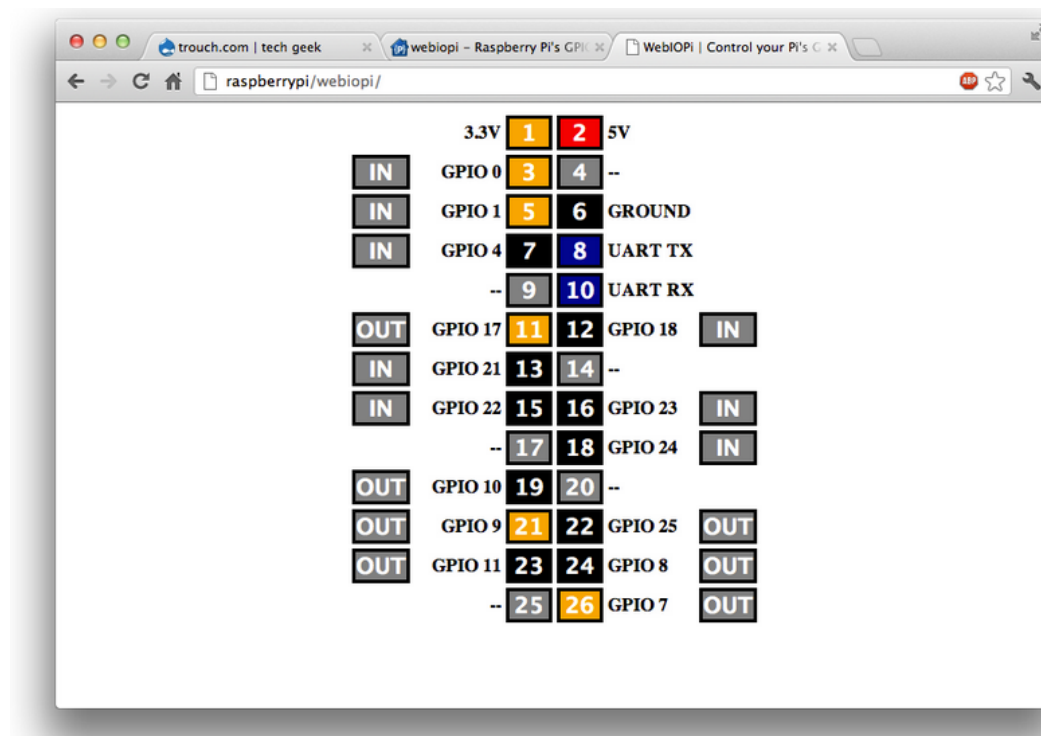 trouch.com | tech geek webiopi – Raspberry Pi's GPI WebIOPi | Control your Pi's G
raspberrypi/webiopi/ ABP
3.3V 1 2 5V
IN GPIO 0 3 4 --
IN GPIO 1 5 6 GROUND
IN GPIO 4 7 8 UART TX
-- 9 10 UART RX
OUT GPIO 17 11 12 GPIO 18 IN
IN GPIO 21 13 14 --
IN GPIO 22 15 16 GPIO 23 IN
-- 17 18 GPIO 24 IN
OUT GPIO 10 19 20 --
OUT GPIO 9 21 22 GPIO 25 OUT
OUT GPIO 11 23 24 GPIO 8 OUT
-- 25 26 GPIO 7 OUT